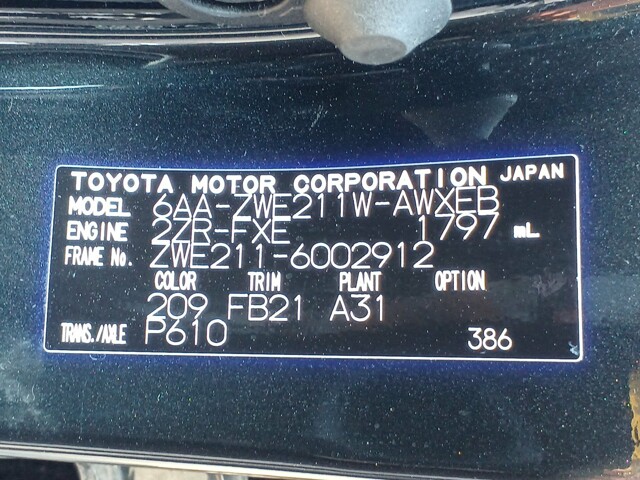 TOYOTA MOTOR CORPORATION JAPAN
MODEL 6AA-ZWE211W-AWXEB
ENGINE 2ZR-FXE 1797 mL
FRAME No. ZWE211-6002912
COLOR TRIM PLANT OPTION
209 FB21 A31
TRANS./AXLE P610 386